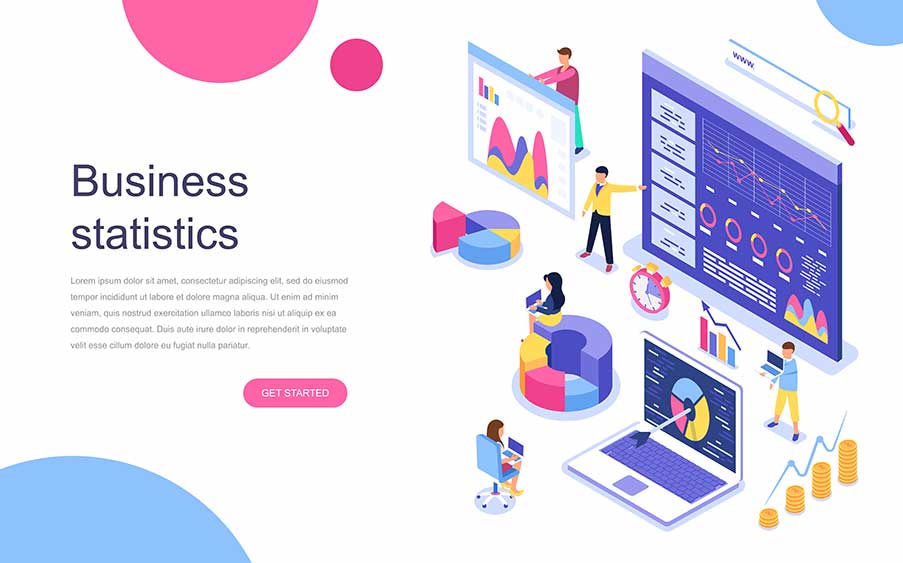 www.
Business
statistics
Lorem ipsum dolor sit amet, consectetur adipiscing elit, sed do eiusmod
tempor incididunt ut labore et dolore magna aliqua. Ut enim ad minim
veniam, quis nostrud exercitation ullamco laboris nisi ut aliquip ex ea
commodo consequat. Duis aute irure dolor in reprehenderit in voluptate
velit esse cillum dolore eu fugiat nulla pariatur.
GET STARTED